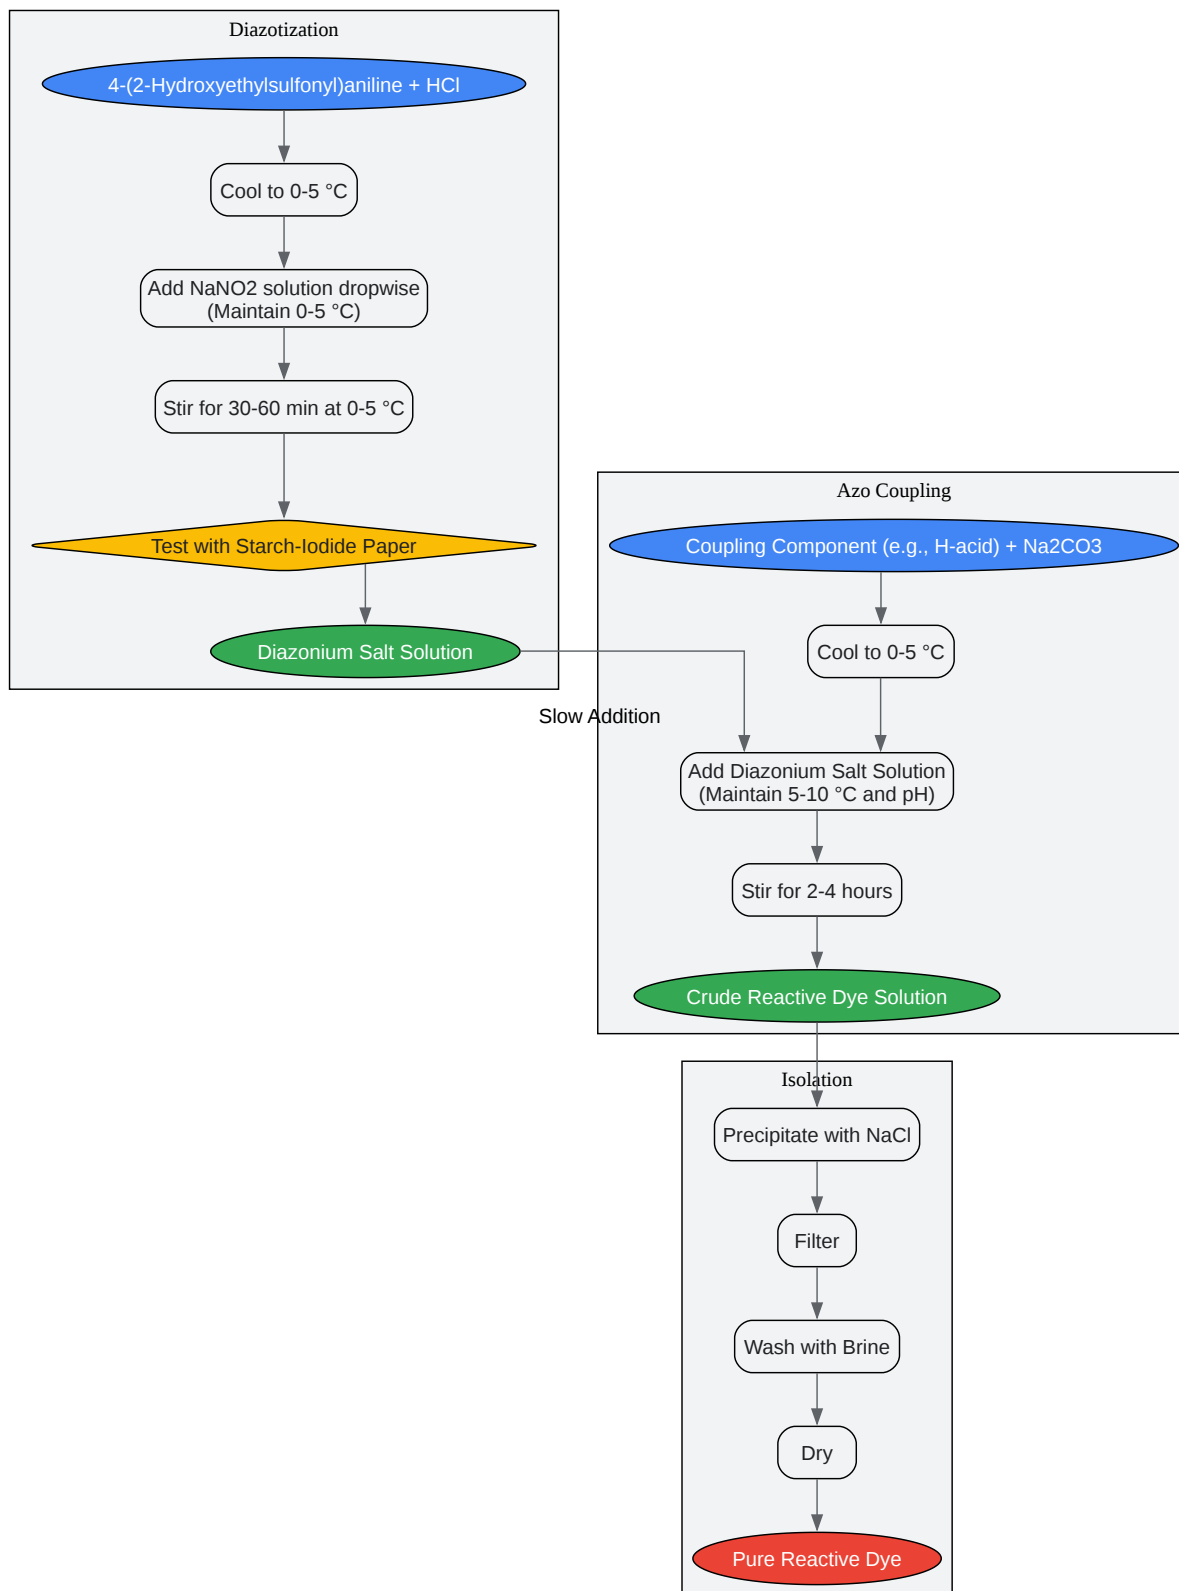 Diazotization
4-(2-Hydroxyethylsulfonyl)aniline + HCl
Cool to 0-5 °C
Add NaNO2 solution dropwise
(Maintain 0-5 °C)
Stir for 30-60 min at 0-5 °C
Test with Starch-Iodide Paper
Diazonium Salt Solution
Slow Addition
Azo Coupling
Coupling Component (e.g., H-acid) + Na2CO3
Cool to 0-5 °C
Add Diazonium Salt Solution
(Maintain 5-10 °C and pH)
Stir for 2-4 hours
Crude Reactive Dye Solution
Isolation
Precipitate with NaCl
Filter
Wash with Brine
Dry
Pure Reactive Dye